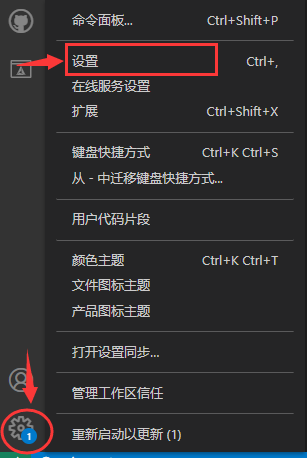 命令面板... Ctrl+Shift+P
设置 Ctrl+,
在线服务设置
扩展 Ctrl+Shift+X
键盘快捷方式 Ctrl+K Ctrl+S
从 - 中迁移键盘快捷方式...
用户代码片段
颜色主题 Ctrl+K Ctrl+T
文件图标主题
产品图标主题
打开设置同步...
管理工作区信任
1
重新启动以更新 (1)